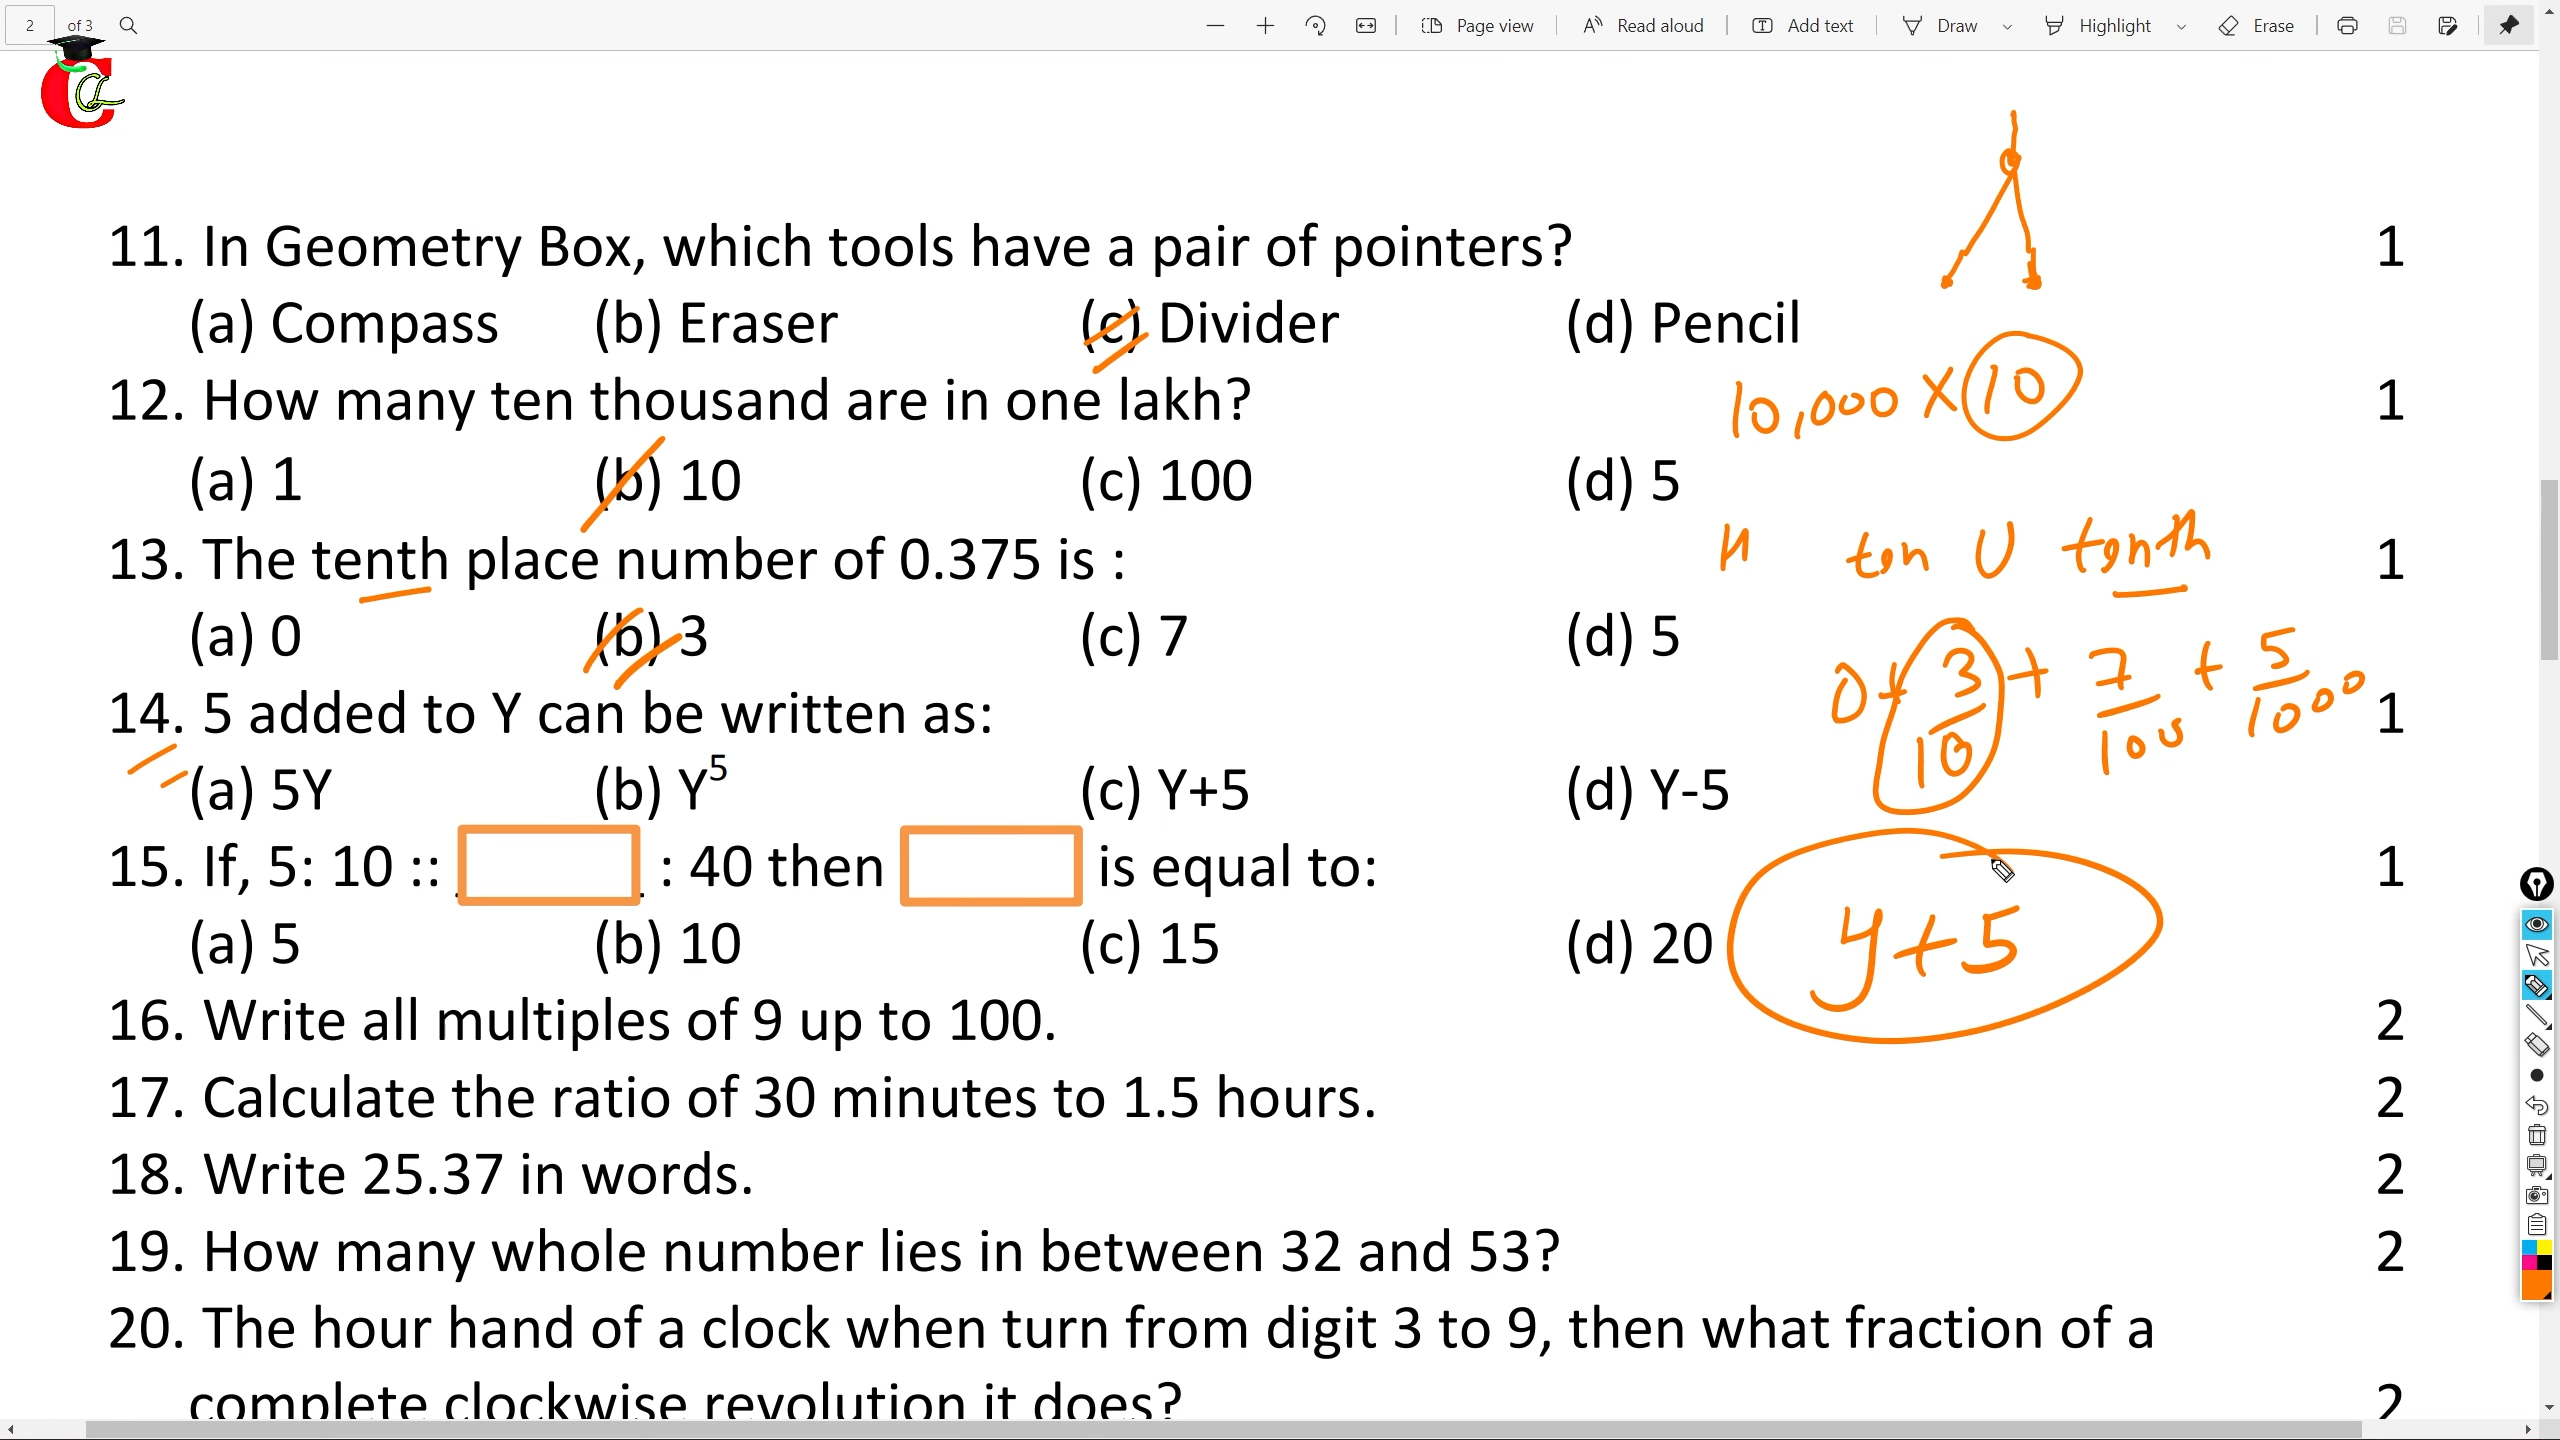 2 of 3 Page view Read aloud Add text Draw Highlight Erase
11. In Geometry Box, which tools have a pair of pointers? 1
(a) Compass (b) Eraser (c) Divider (d) Pencil
12. How many ten thousand are in one lakh? 10,000 X 10 1
(a) 1 (b) 10 (c) 100 (d) 5
13. The tenth place number of 0.375 is : H ten U tenth 1
(a) 0 (b) 3 (c) 7 (d) 5
0 + 3/10 + 7/100 + 5/1000
14. 5 added to Y can be written as: 1
(a) 5Y (b) Y⁵ (c) Y+5 (d) Y-5
15. If, 5: 10 :: : 40 then is equal to: 1
(a) 5 (b) 10 (c) 15 (d) 20 y+5
16. Write all multiples of 9 up to 100. 2
17. Calculate the ratio of 30 minutes to 1.5 hours. 2
18. Write 25.37 in words. 2
19. How many whole number lies in between 32 and 53? 2
20. The hour hand of a clock when turn from digit 3 to 9, then what fraction of a
complete clockwise revolution it does? 2